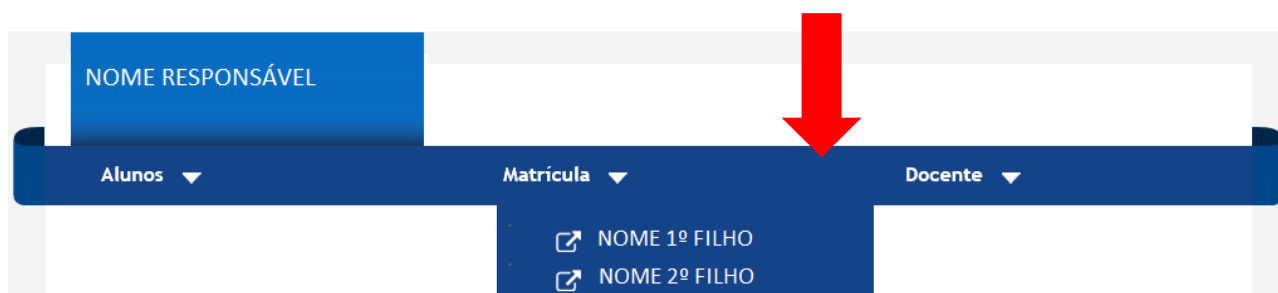 NOME RESPONSÁVEL
Alunos Matrícula Docente
NOME 1º FILHO
NOME 2º FILHO